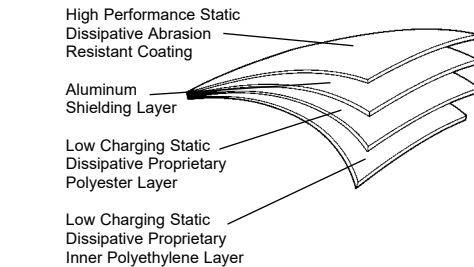 High Performance Static
Dissipative Abrasion
Resistant Coating
Aluminum
Shielding Layer
Low Charging Static
Dissipative Proprietary
Polyester Layer
Low Charging Static
Dissipative Proprietary
Inner Polyethylene Layer